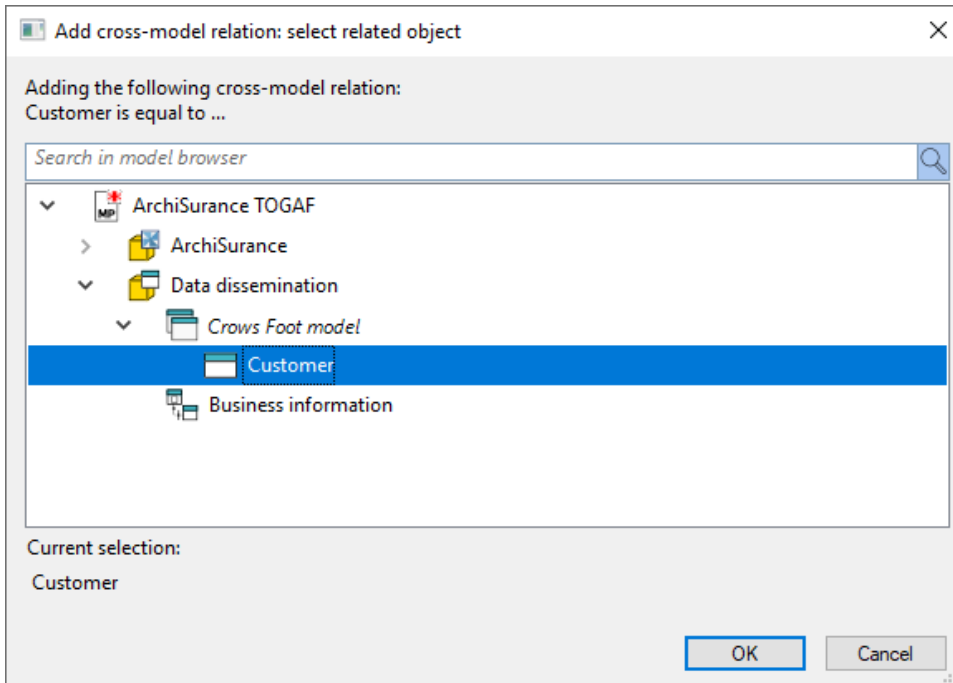 Add cross-model relation: select related object
Adding the following cross-model relation:
Customer is equal to ...
Search in model browser
MP
ArchiSurance TOGAF
ArchiSurance
Data dissemination
Crows Foot model
Customer
Business information
Current selection:
Customer
OK
Cancel